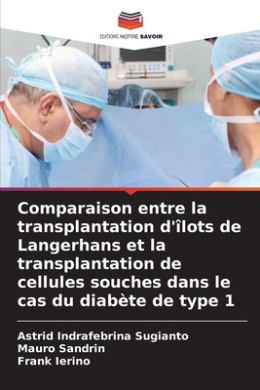 EDITIONS NOTRE SAVOIR
Comparaison entre la
transplantation d'îlots de
Langerhans et la
transplantation de
cellules souches dans le
cas du diabète de type 1
Astrid Indrafebrina Sugianto
Mauro Sandrin
Frank Ierino